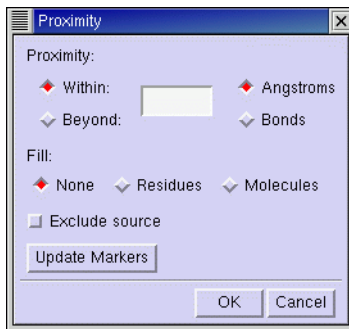 Proximity
Proximity:
Within:
Angstroms
Beyond:
Bonds
Fill:
None Residues Molecules
Exclude source
Update Markers
OK Cancel